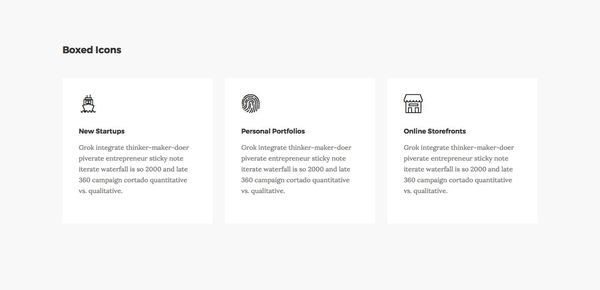 Boxed Icons
New Startups
Grok integrate thinker-maker-doer
piverate entrepreneur sticky note
iterate waterfall is so 2000 and late
360 campaign cortado quantitative
vs. qualitative.
Personal Portfolios
Grok integrate thinker-maker-doer
piverate entrepreneur sticky note
iterate waterfall is so 2000 and late
360 campaign cortado quantitative
vs. qualitative.
Online Storefronts
Grok integrate thinker-maker-doer
piverate entrepreneur sticky note
iterate waterfall is so 2000 and late
360 campaign cortado quantitative
vs. qualitative.